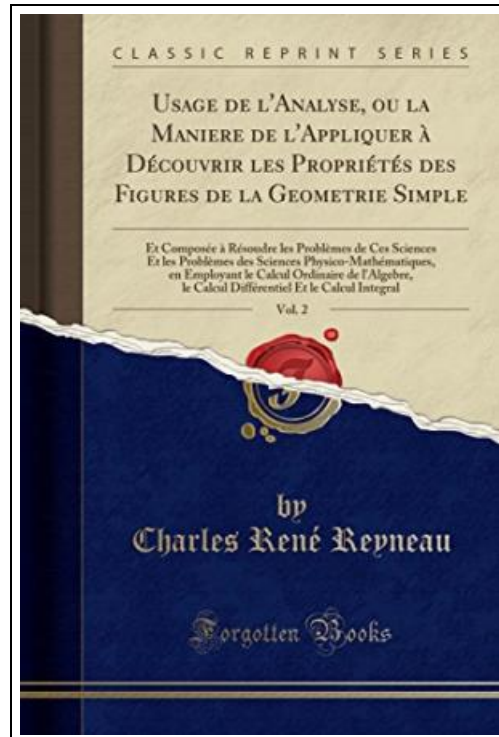 CLASSIC REPRINT SERIES
USAGE DE L'ANALYSE, OU LA
MANIERE DE L'APPLIQUER À
DÉCOUVRIR LES PROPRIÉTÉS DES
FIGURES DE LA GEOMETRIE SIMPLE
Et Composée à Résoudre les Problèmes de Ces Sciences
Et les Problèmes des Sciences Physico-Mathématiques,
en Employant le Calcul Ordinaire de l'Algebre,
le Calcul Différentiel Et le Calcul Integral
Vol. 2
by
Charles René Reyneau
Forgotten Books